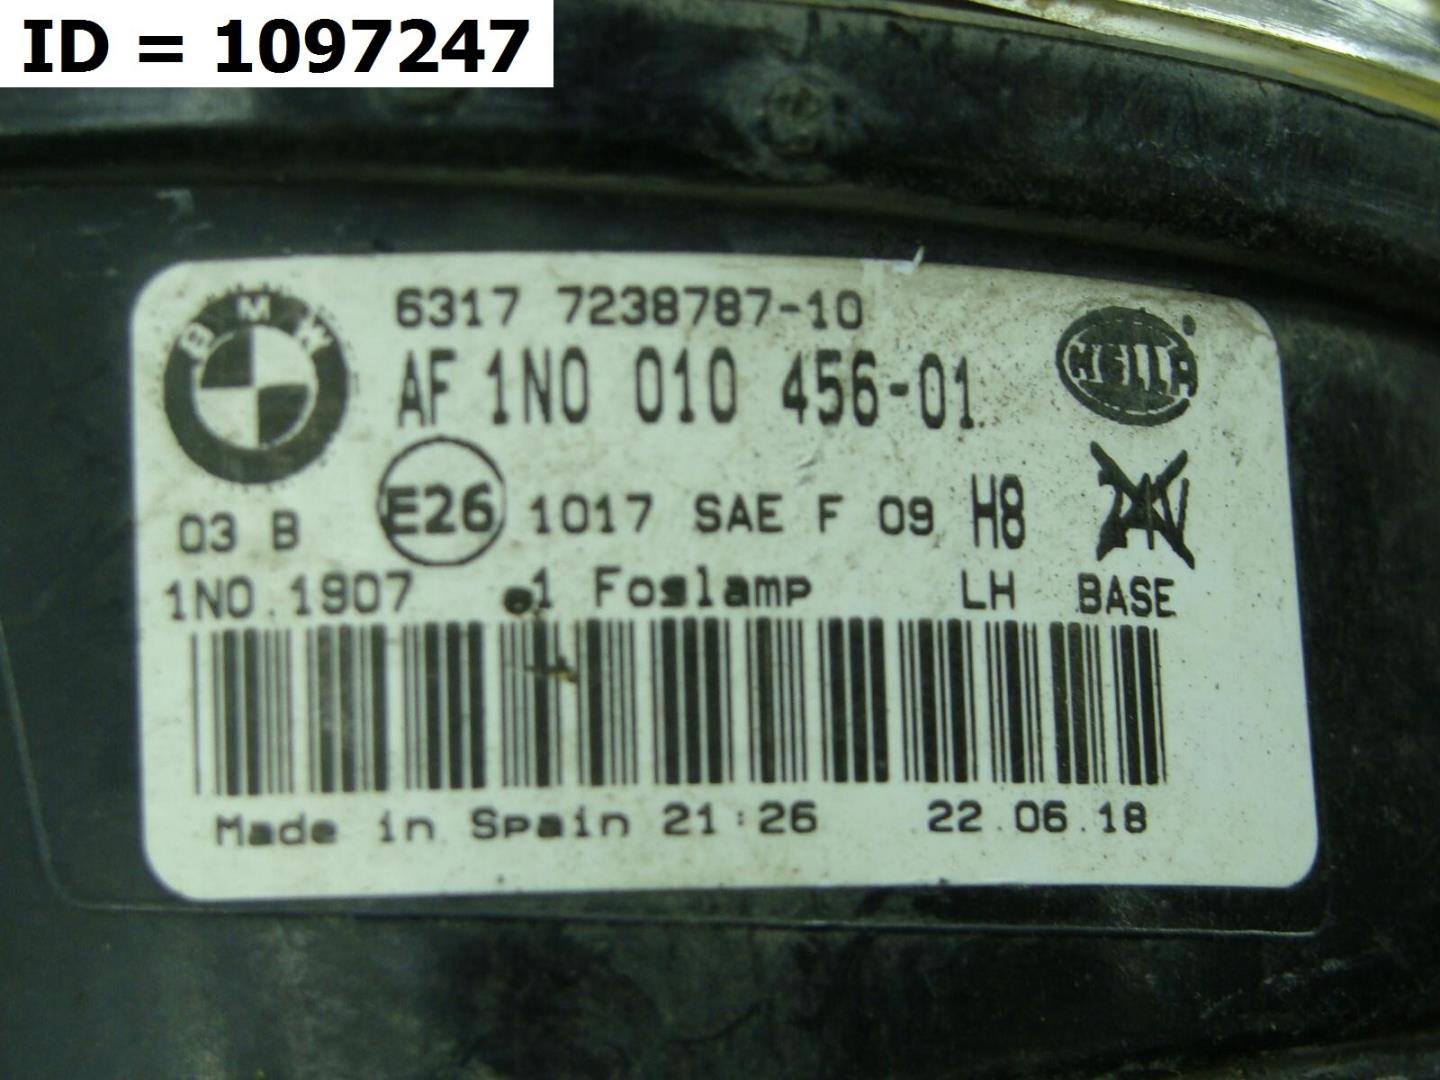 ID = 1097247
BMW
6317 7238787-10
AF 1N0 010 456-01
HELLA
03 B
E26
1017 SAE F 09 H8
1N0.1907
1 Foglamp
LH BASE
Made in Spain 21:26 22.06.18